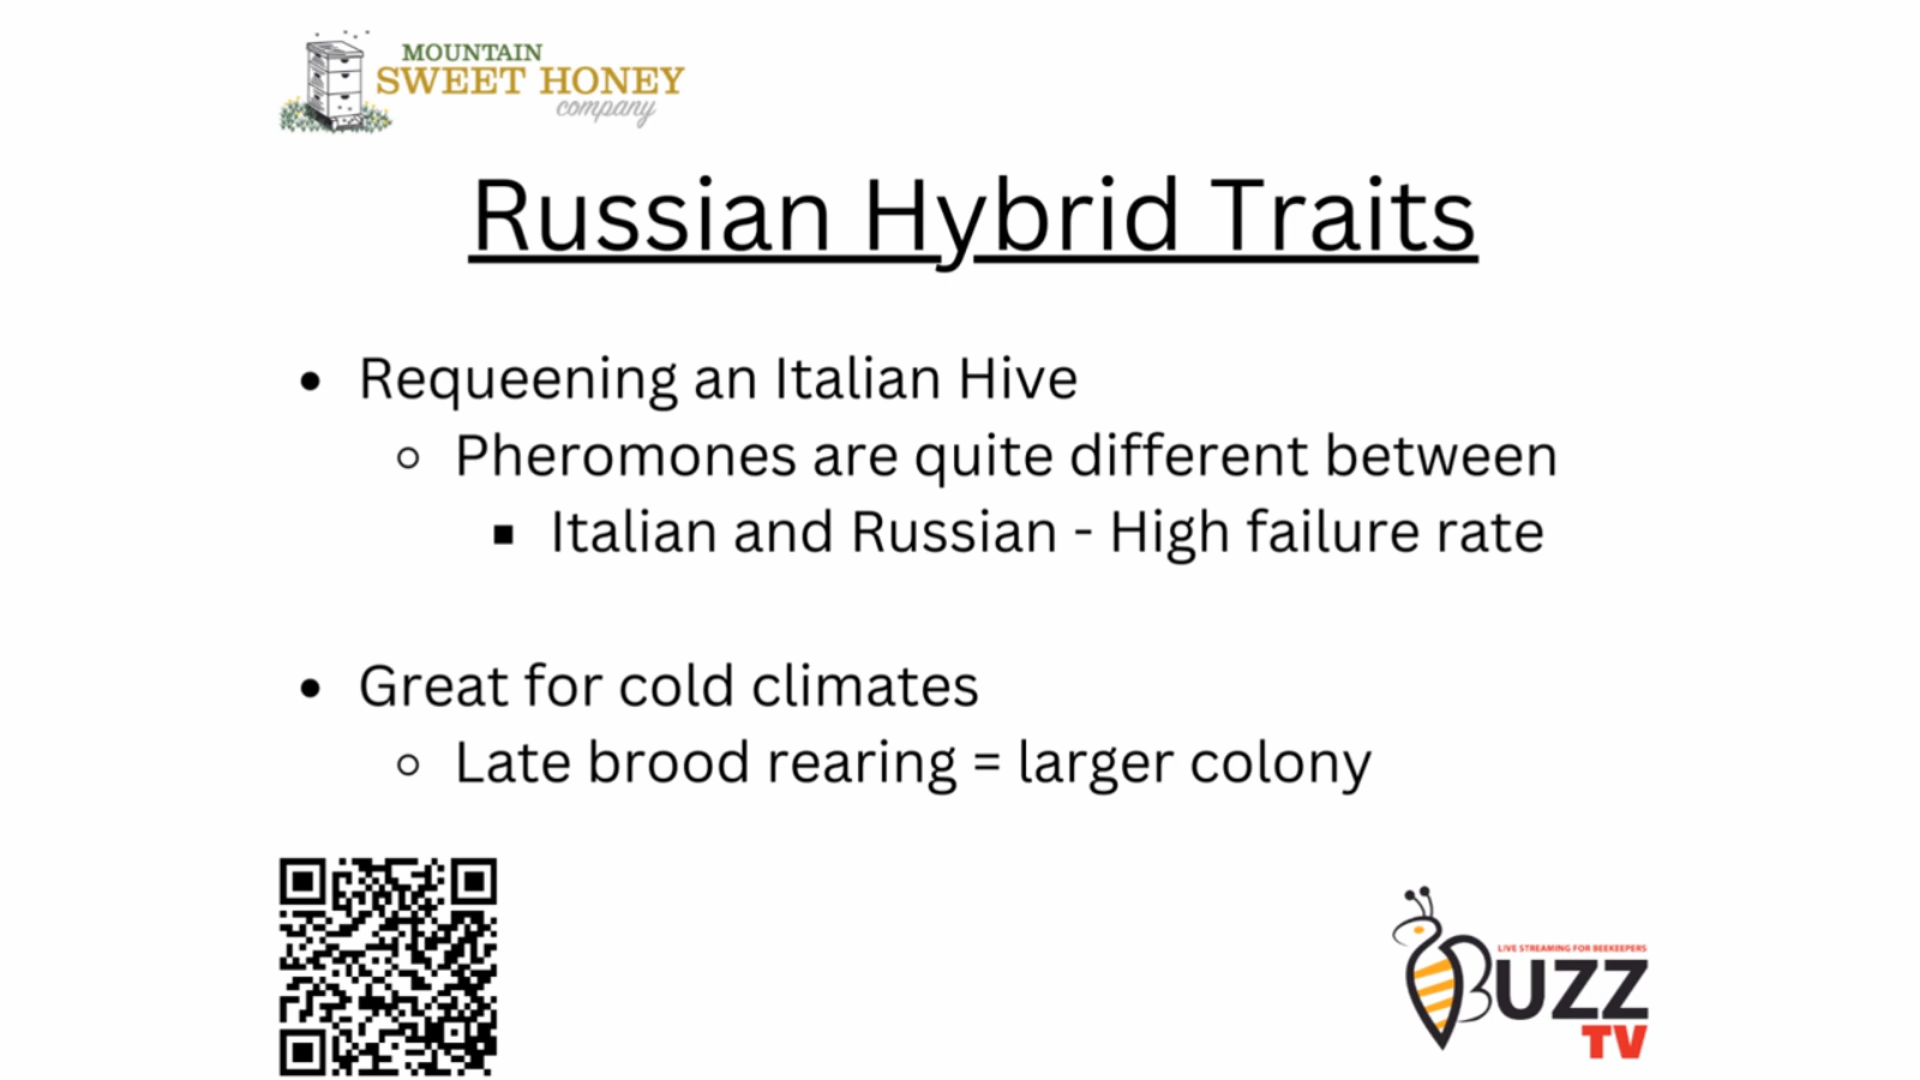 MOUNTAIN
SWEET HONEY
company
Russian Hybrid Traits
• Requeening an Italian Hive
○ Pheromones are quite different between
▪ Italian and Russian - High failure rate
• Great for cold climates
○ Late brood rearing = larger colony
LIVE STREAMING FOR BEEKEEPERS
BUZZ
TV